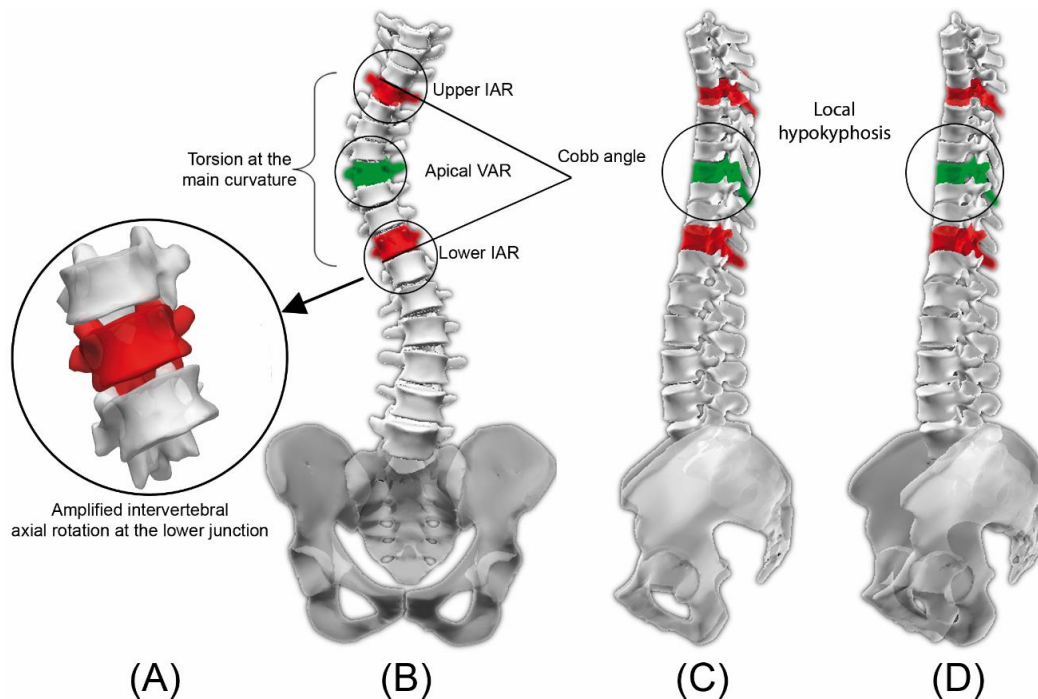 Upper IAR
Torsion at the
main curvature
Apical VAR
Cobb angle
Lower IAR
Local
hypokyphosis
Amplified intervertebral
axial rotation at the lower junction
(A)
(B)
(C)
(D)